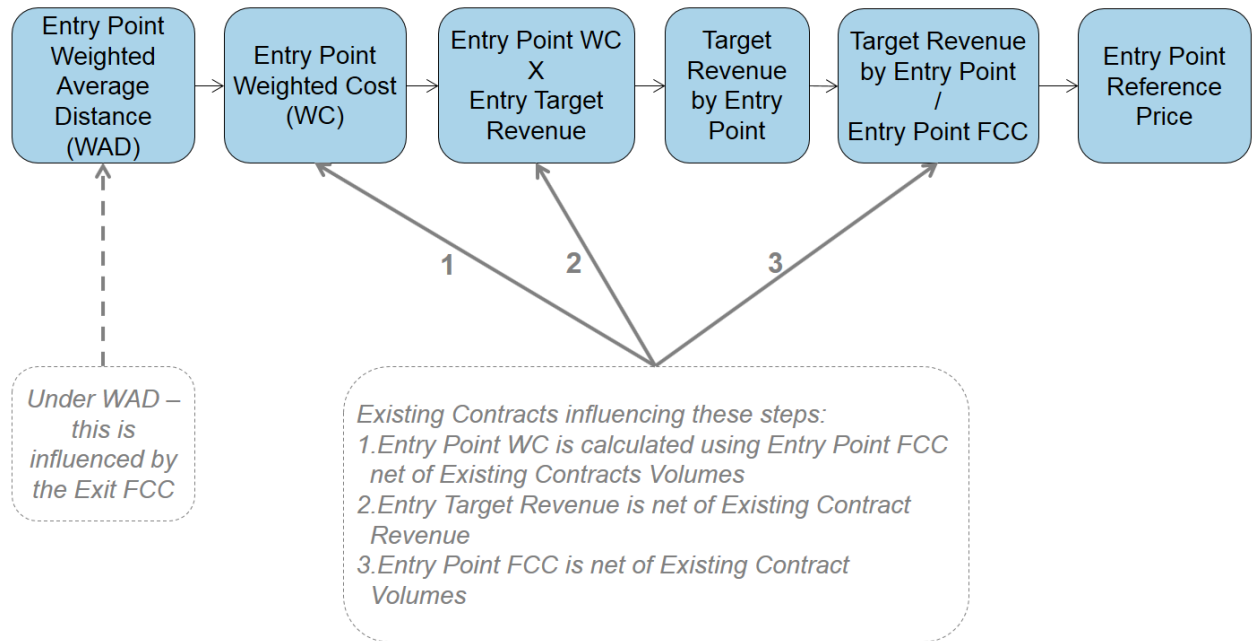 Entry Point
Weighted
Average
Distance
(WAD)
Entry Point
Weighted Cost
(WC)
Entry Point WC
X
Entry Target
Revenue
Target
Revenue
by Entry
Point
Target Revenue
by Entry Point
/
Entry Point FCC
Entry Point
Reference
Price
1
2
3
Under WAD –
this is
influenced by
the Exit FCC
Existing Contracts influencing these steps:
1.Entry Point WC is calculated using Entry Point FCC
net of Existing Contracts Volumes
2.Entry Target Revenue is net of Existing Contract
Revenue
3.Entry Point FCC is net of Existing Contract
Volumes